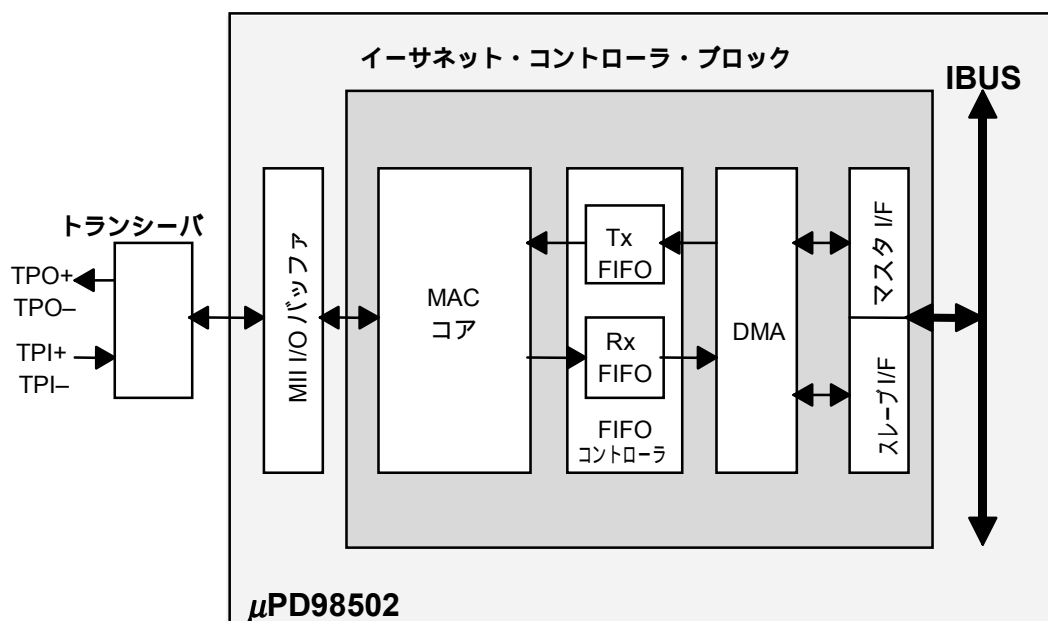 イーサネット・コントローラ・ブロック
IBUS
トランシーバ
TPO+
TPO–
TPI+
TPI–
MII I/O バッファ
MAC
コア
Tx
FIFO
Rx
FIFO
FIFO
コントローラ
DMA
マスタ I/F
スレーブ I/F
μPD98502